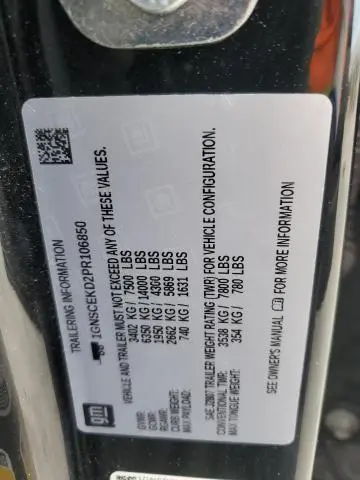 TRAILERING INFORMATION
1GNSCEKD2PR106850
gm
VEHICLE AND TRAILER MUST NOT EXCEED ANY OF THESE VALUES.
GVWR: 3402 KG / 7500 LBS
GCWR: 6350 KG / 14000 LBS
RGAWR: 1950 KG / 4300 LBS
CURB WEIGHT: 2662 KG / 5869 LBS
MAX PAYLOAD: 740 KG / 1631 LBS
SAE J2807 TRAILER WEIGHT RATING (TWR) FOR VEHICLE CONFIGURATION.
CONVENTIONAL TWR: 3538 KG / 7800 LBS
MAX TONGUE WEIGHT: 354 KG / 780 LBS
SEE OWNER'S MANUAL FOR MORE INFORMATION